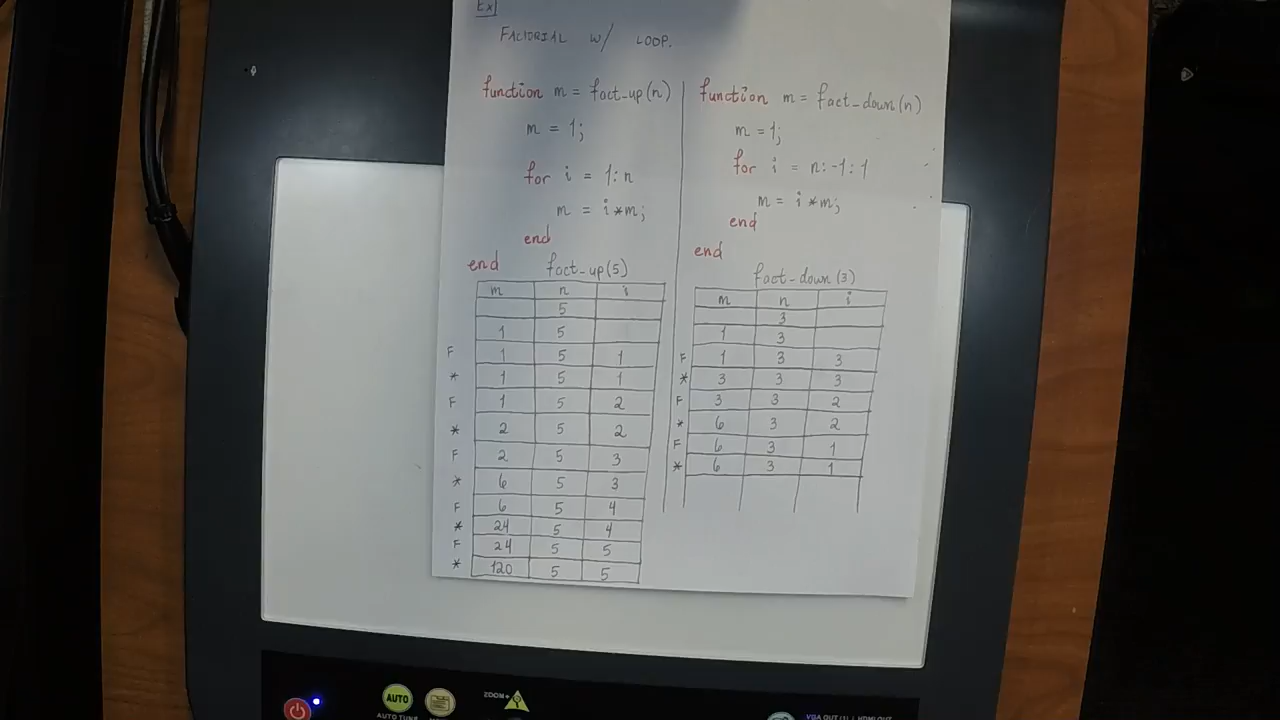 Ex
FACTORIAL W/ LOOP.
function m = fact_up(n)
m = 1;
for i = 1:n
m = i*m;
end
end
fact_up(5)
m n i
5
1 5
F 1 5 1
* 1 5 1
F 1 5 2
* 2 5 2
F 2 5 3
* 6 5 3
F 6 5 4
* 24 5 4
F 24 5 5
* 120 5 5
function m = fact_down(n)
m = 1;
for i = n:-1:1
m = i*m;
end
end
fact_down(3)
m n i
3
1 3
F 1 3 3
* 3 3 3
F 3 3 2
* 6 3 2
F 6 3 1
* 6 3 1
AUTO
AUTO TUNE
ZOOM+